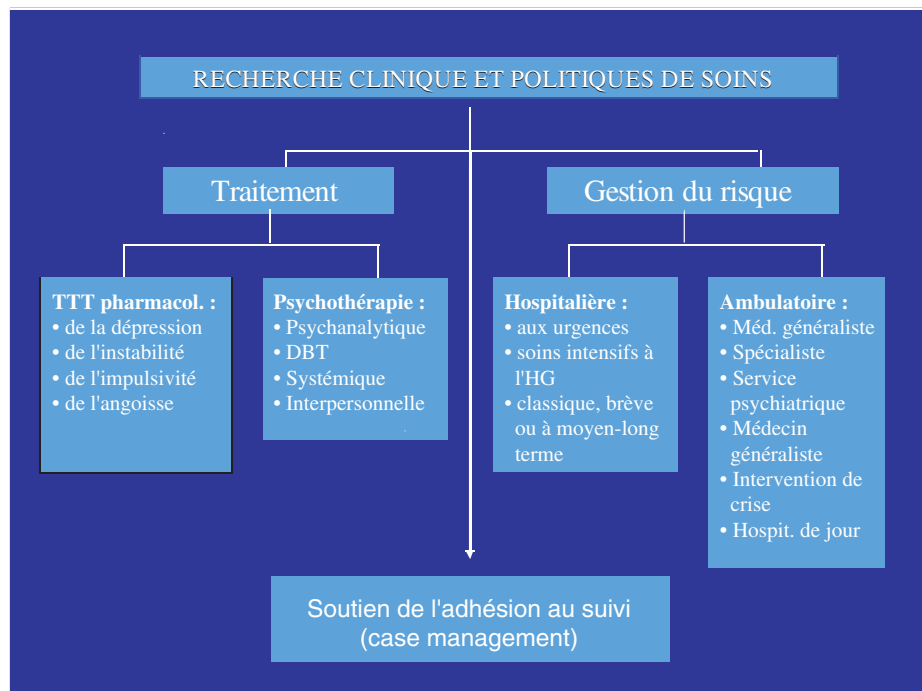 RECHERCHE CLINIQUE ET POLITIQUES DE SOINS
Traitement
Gestion du risque
TTT pharmacol. :
• de la dépression
• de l'instabilité
• de l'impulsivité
• de l'angoisse
Psychothérapie :
• Psychanalytique
• DBT
• Systémique
• Interpersonnelle
Hospitalière :
• aux urgences
• soins intensifs à
l'HG
• classique, brève
ou à moyen-long
terme
Ambulatoire :
• Méd. généraliste
• Spécialiste
• Service
psychiatrique
• Médecin
généraliste
• Intervention de
crise
• Hospit. de jour
Soutien de l'adhésion au suivi
(case management)